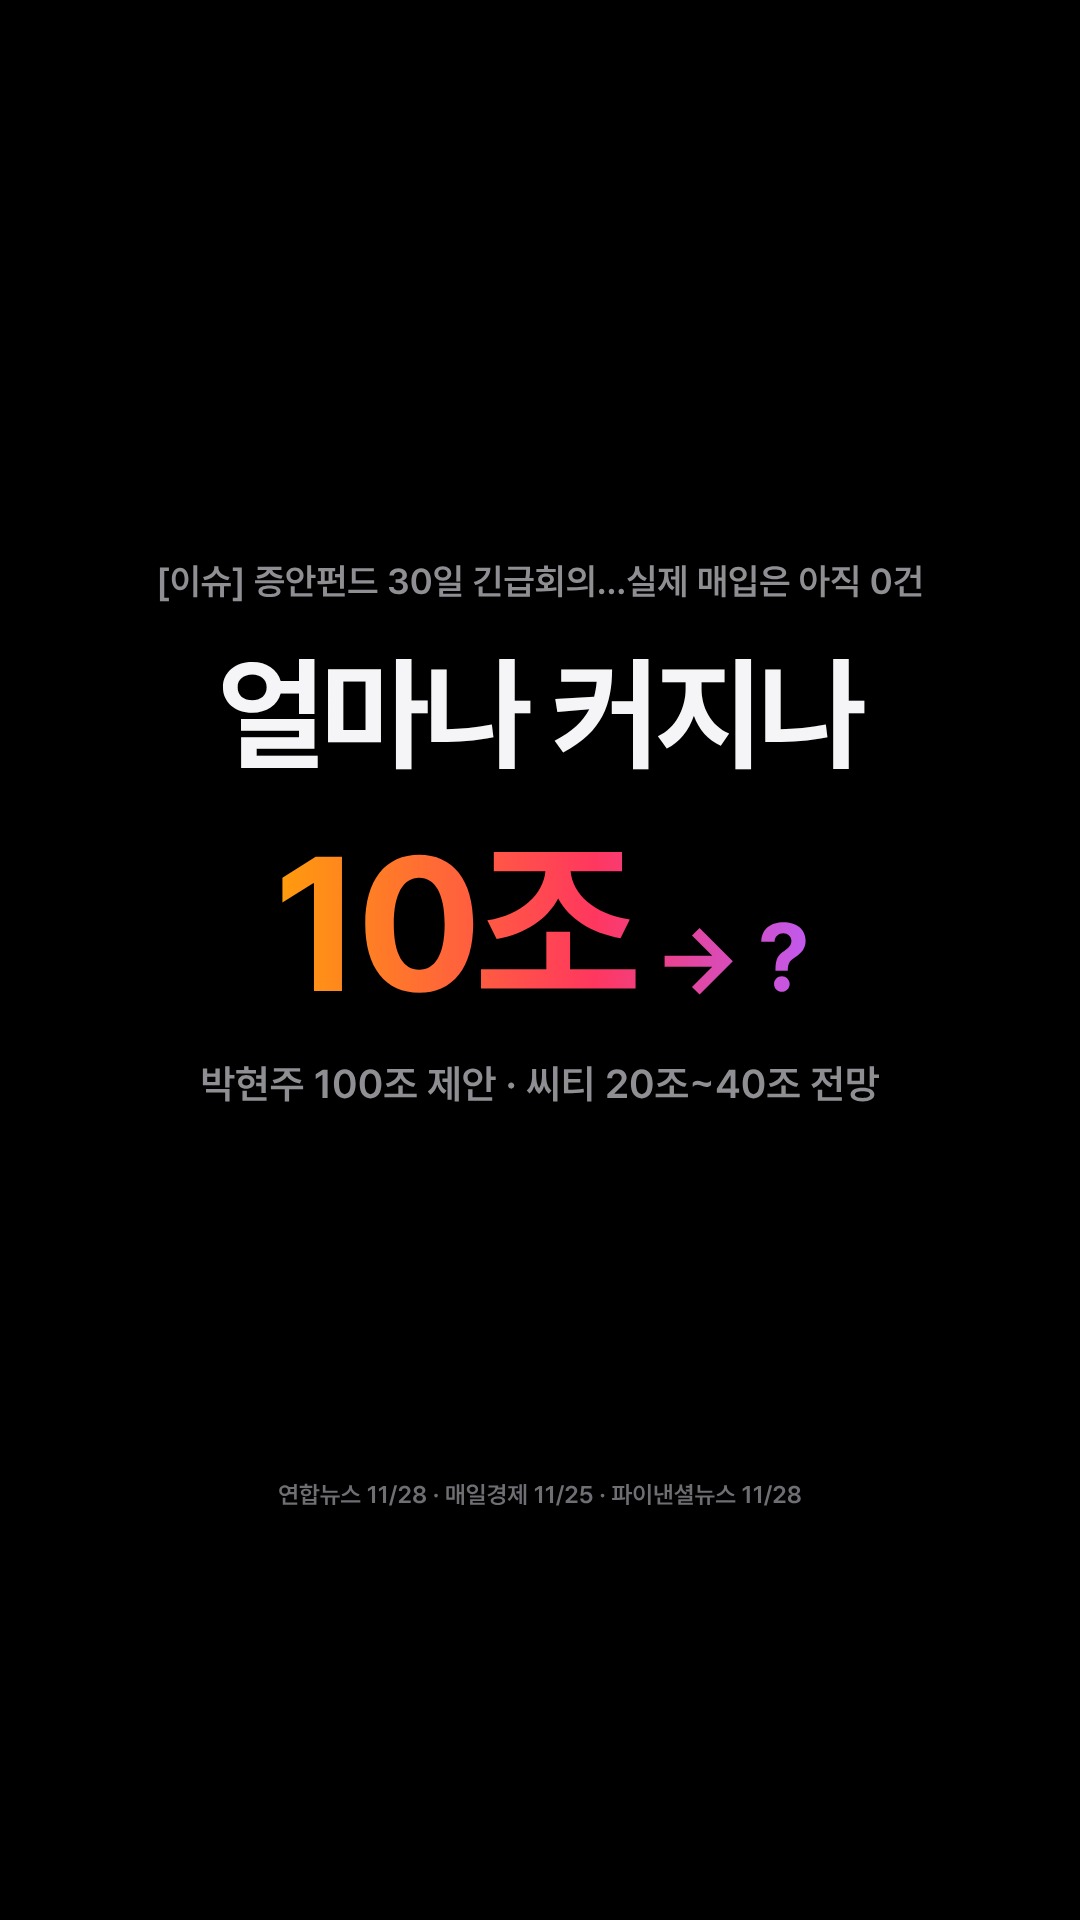 [이슈] 증안펀드 30일 긴급회의...실제 매입은 아직 0건
얼마나 커지나
10조 → ?
박현주 100조 제안 · 씨티 20조~40조 전망
연합뉴스 11/28 · 매일경제 11/25 · 파이낸셜뉴스 11/28